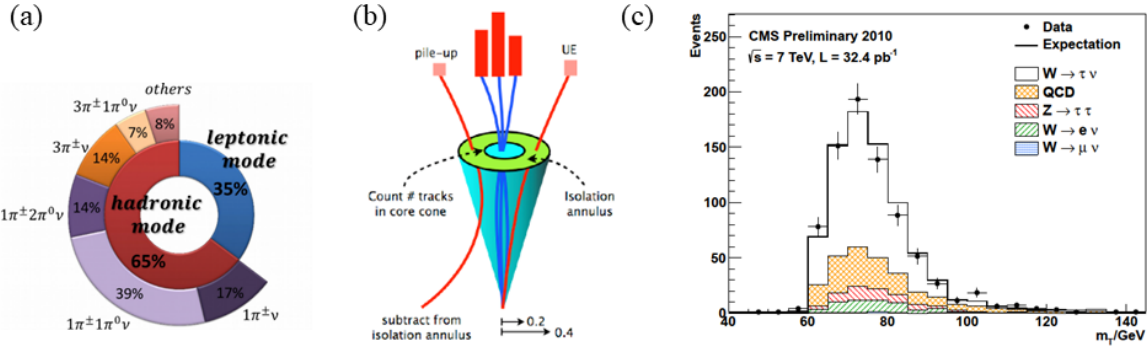 (a)
others
3π±1π⁰ν
7%
8%
3π±ν
14%
leptonic
mode
35%
1π±2π⁰ν
14%
hadronic
mode
65%
39%
17%
1π±1π⁰ν
1π±ν
(b)
pile-up
UE
Count # tracks
in core cone
Isolation
annulus
subtract from
isolation annulus
0.2
0.4
(c)
Events
250
200
150
100
50
0
CMS Preliminary 2010
√s = 7 TeV, L = 32.4 pb⁻¹
Data
Expectation
W → τ ν
QCD
Z → τ τ
W → e ν
W → μ ν
40 60 80 100 120 140
m_T/GeV